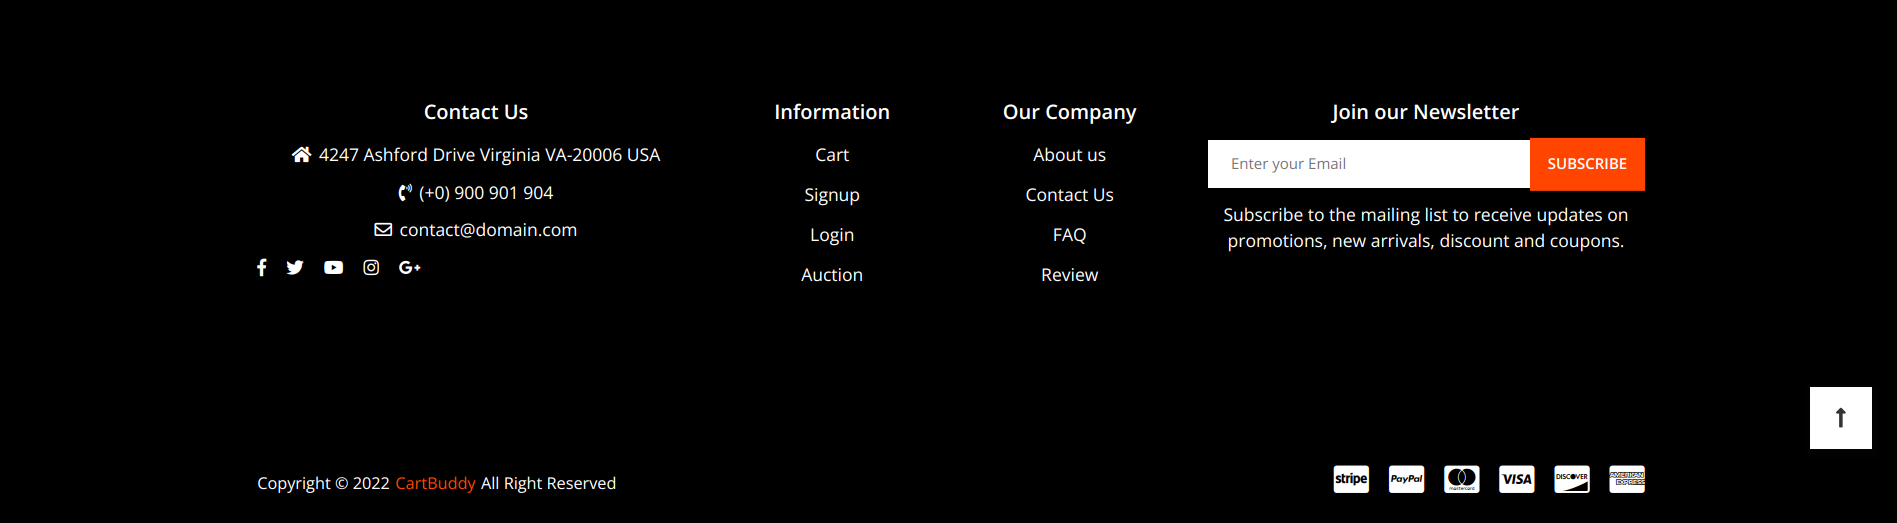 Contact Us
4247 Ashford Drive Virginia VA-20006 USA
(+0) 900 901 904
contact@domain.com
Information
Cart
Signup
Login
Auction
Our Company
About us
Contact Us
FAQ
Review
Join our Newsletter
Enter your Email
SUBSCRIBE
Subscribe to the mailing list to receive updates on
promotions, new arrivals, discount and coupons.
Copyright © 2022 CartBuddy All Right Reserved
stripe
PayPal
mastercard
VISA
DISCOVER
AMERICAN
EXPRESS